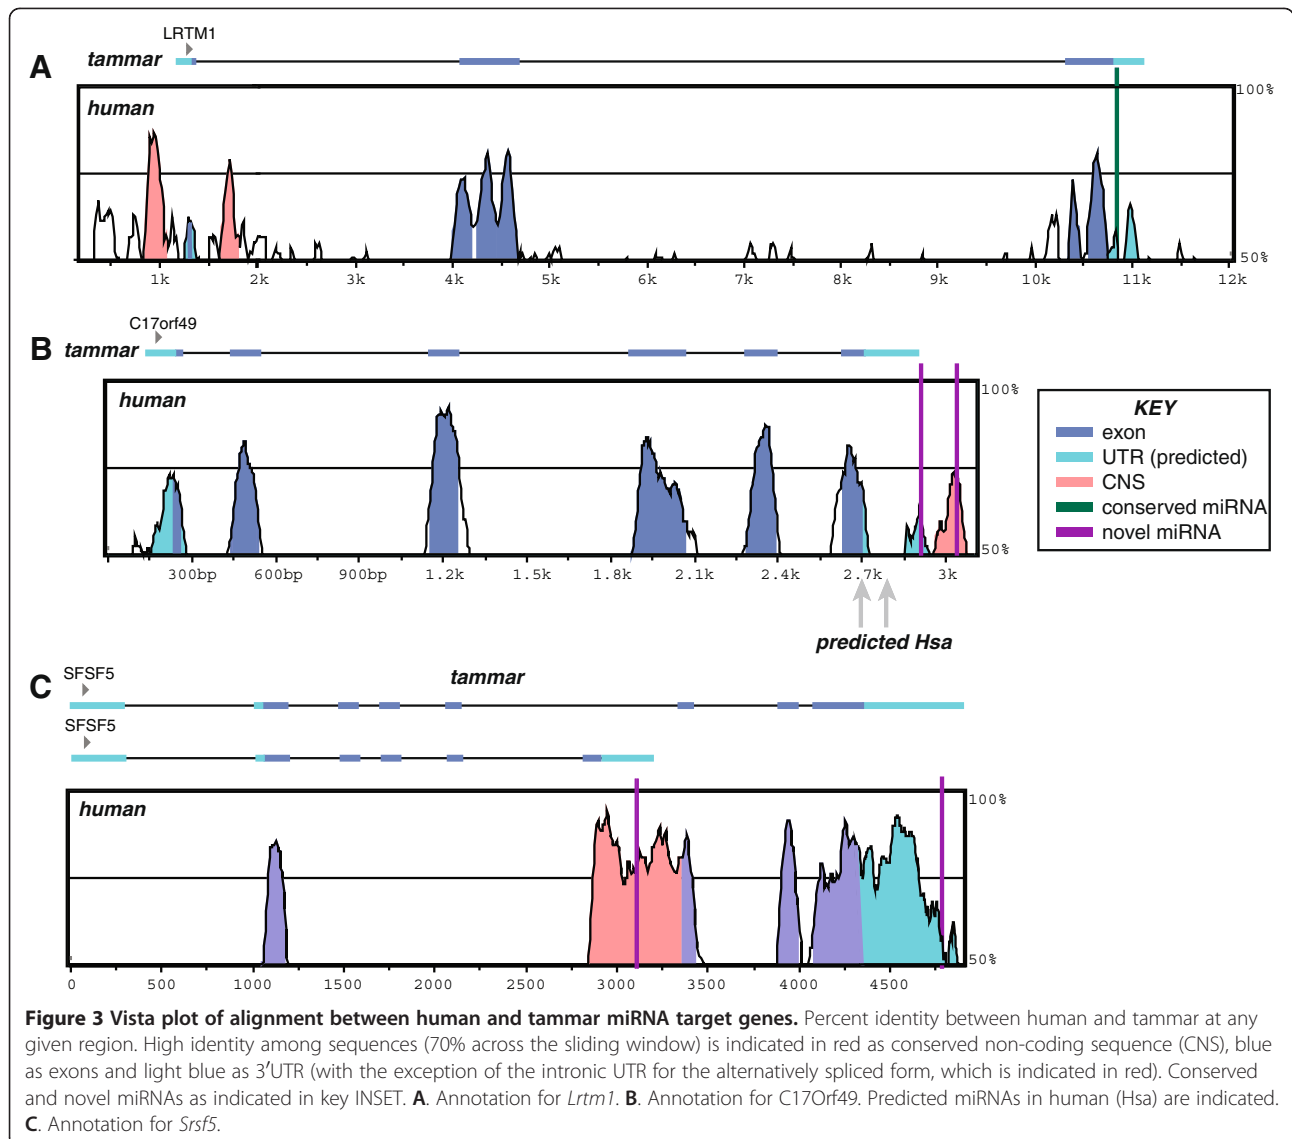 LRTM1
A
tammar
human
100%
50%
1k 2k 3k 4k 5k 6k 7k 8k 9k 10k 11k 12k
C17orf49
B
tammar
human
100%
50%
300bp 600bp 900bp 1.2k 1.5k 1.8k 2.1k 2.4k 2.7k 3k
predicted Hsa
KEY
exon
UTR (predicted)
CNS
conserved miRNA
novel miRNA
C
SFSF5
tammar
SFSF5
human
100%
50%
0 500 1000 1500 2000 2500 3000 3500 4000 4500
Figure 3 Vista plot of alignment between human and tammar miRNA target genes. Percent identity between human and tammar at any
given region. High identity among sequences (70% across the sliding window) is indicated in red as conserved non-coding sequence (CNS), blue
as exons and light blue as 3′UTR (with the exception of the intronic UTR for the alternatively spliced form, which is indicated in red). Conserved
and novel miRNAs as indicated in key INSET. A. Annotation for Lrtm1. B. Annotation for C17Orf49. Predicted miRNAs in human (Hsa) are indicated.
C. Annotation for Srsf5.